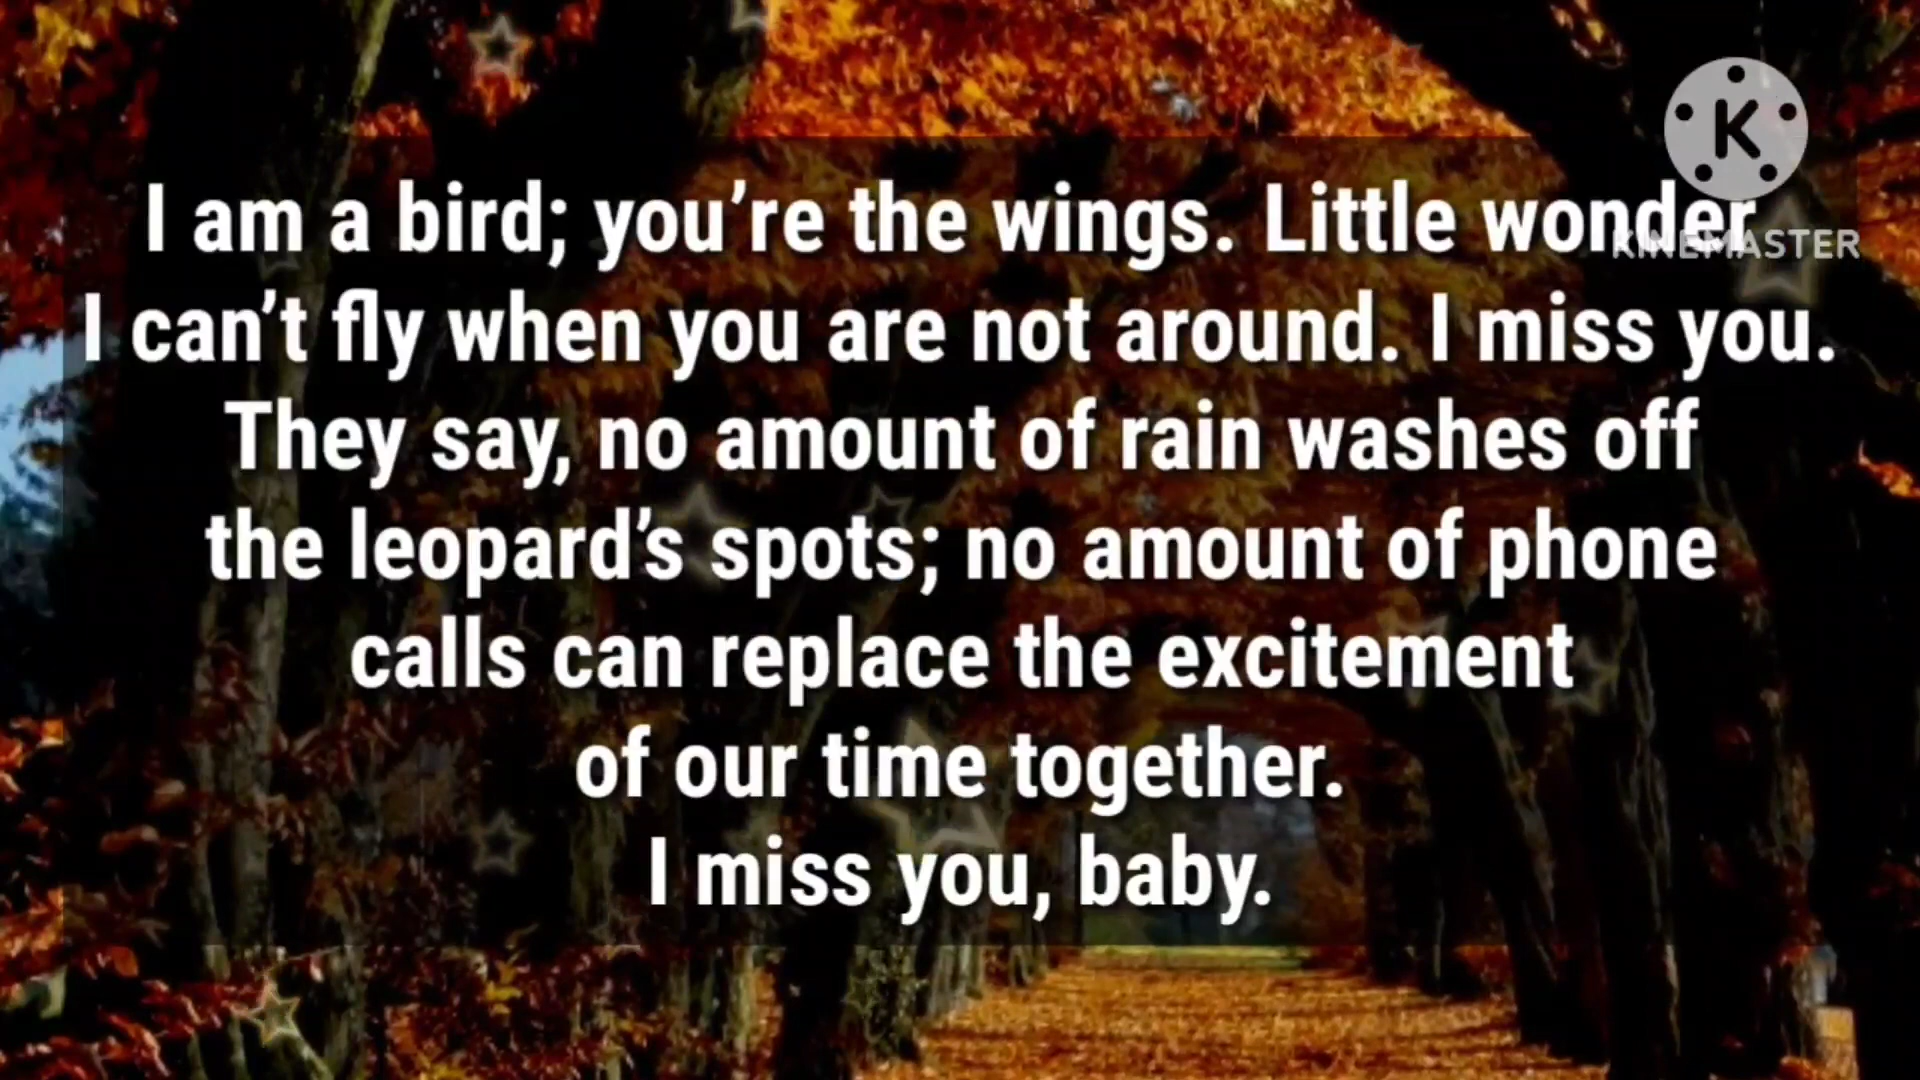 K
KINEMASTER
I am a bird; you’re the wings. Little wonder
I can’t fly when you are not around. I miss you.
They say, no amount of rain washes off
the leopard’s spots; no amount of phone
calls can replace the excitement
of our time together.
I miss you, baby.